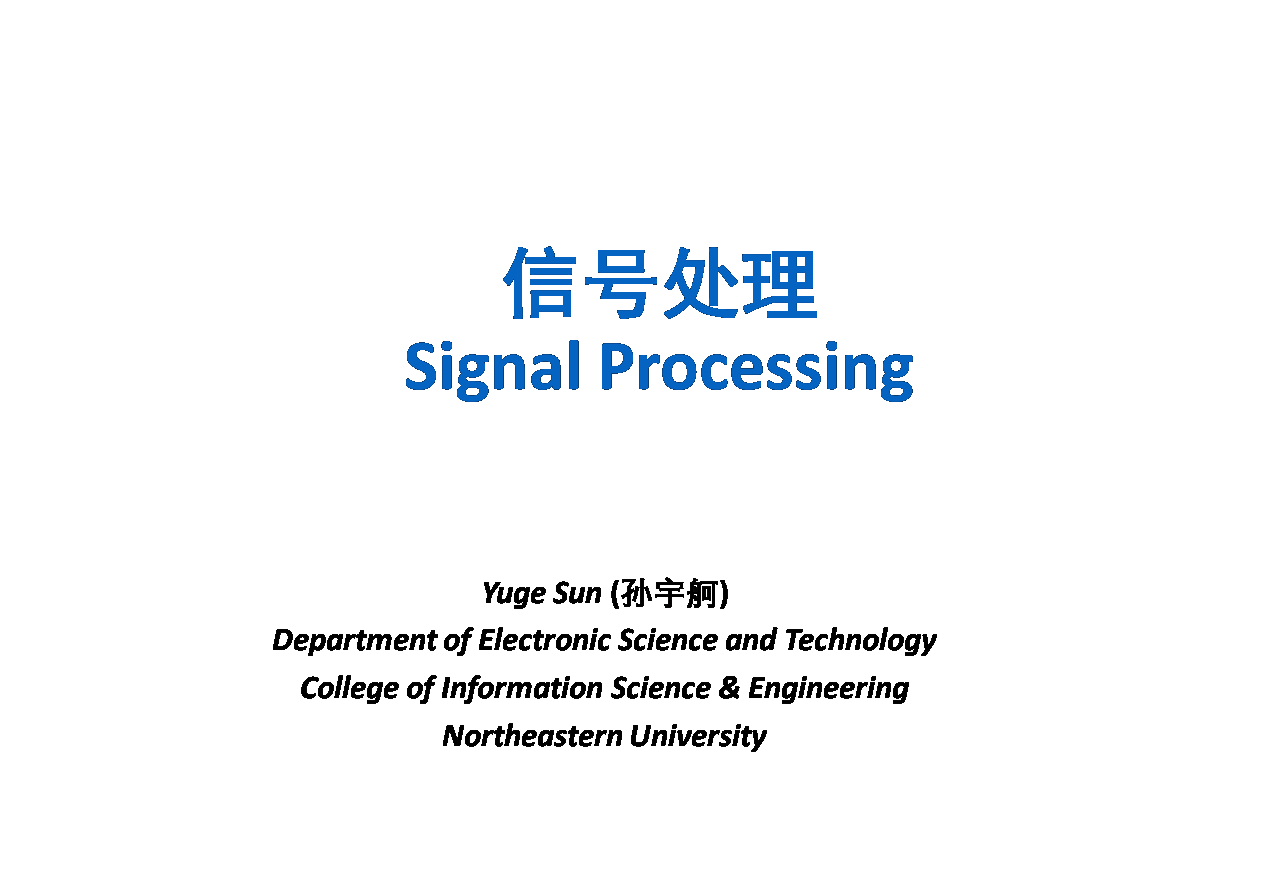 信号处理
Signal Processing
Yuge Sun (孙宇舸)
Department of Electronic Science and Technology
College of Information Science & Engineering
Northeastern University